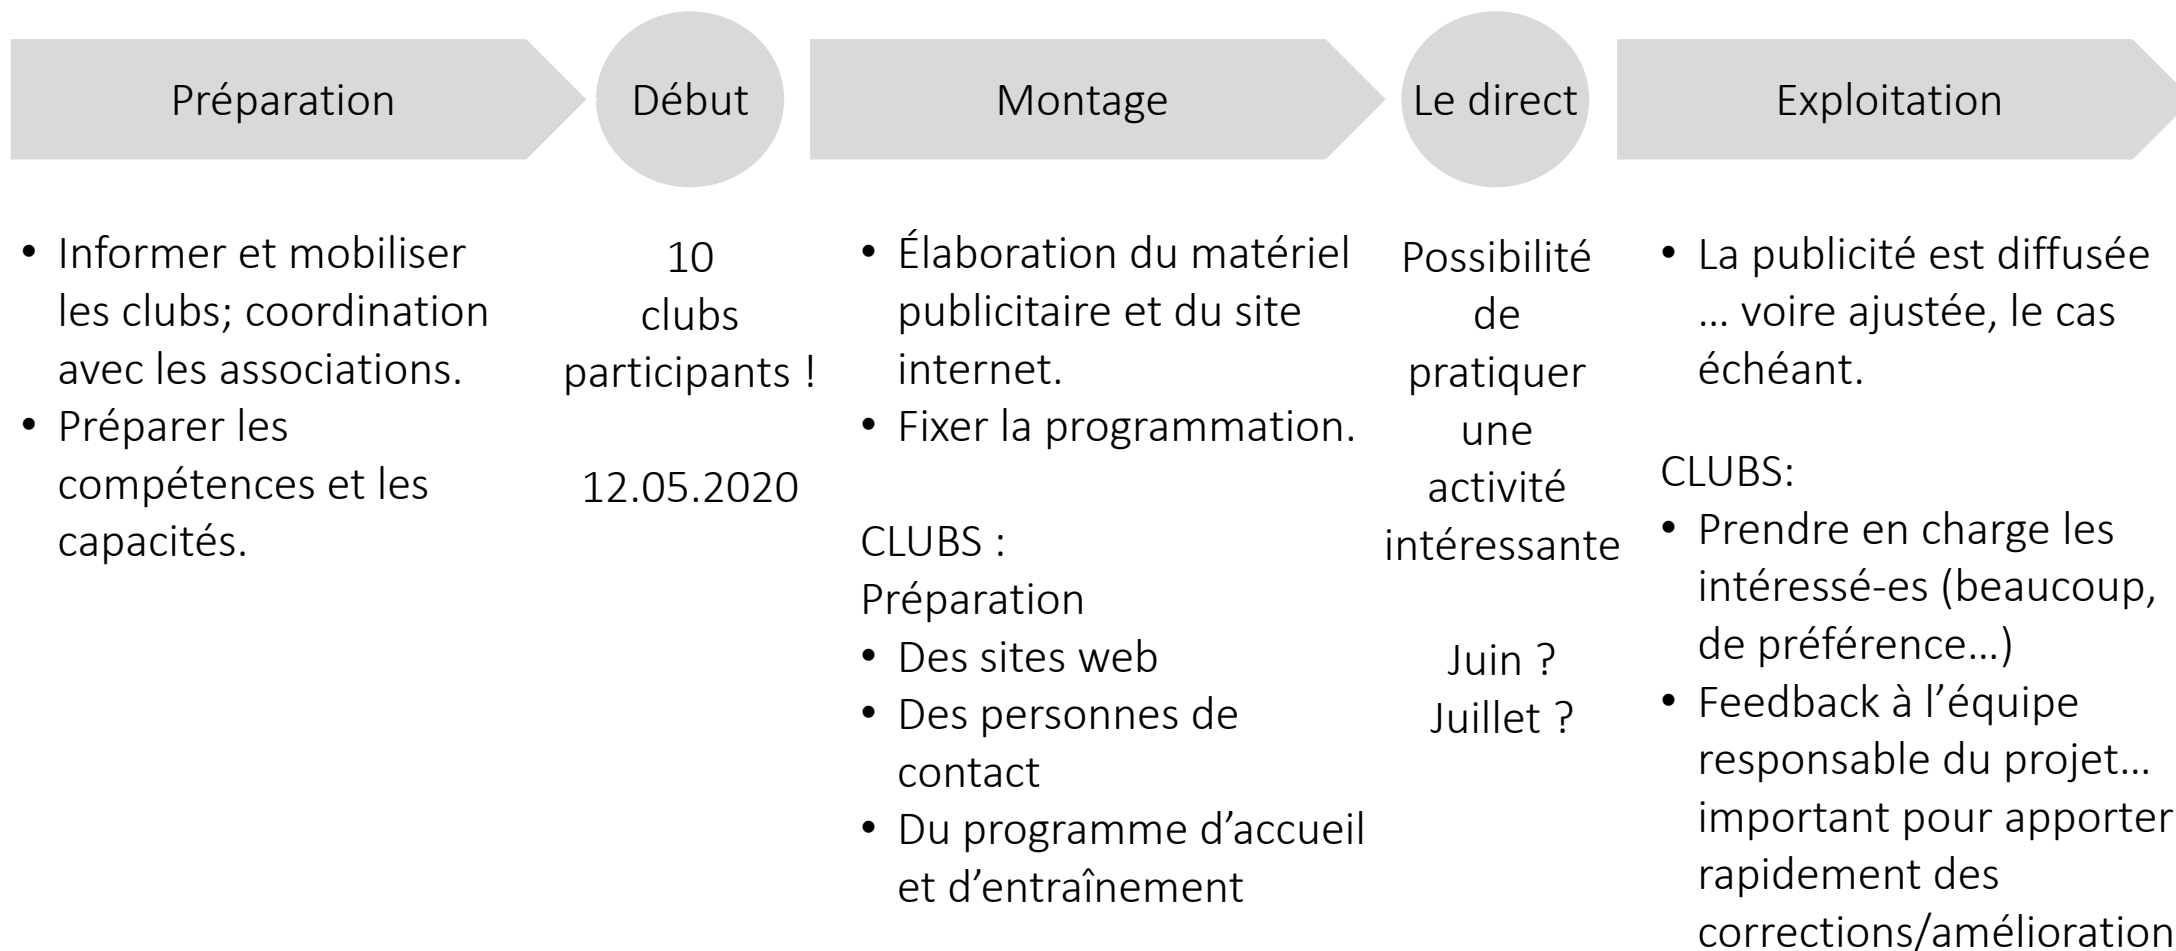 Préparation
Début
Montage
Le direct
Exploitation
• Informer et mobiliser
les clubs; coordination
avec les associations.
• Préparer les
compétences et les
capacités.
10
clubs
participants !
12.05.2020
• Élaboration du matériel
publicitaire et du site
internet.
• Fixer la programmation.
CLUBS :
Préparation
• Des sites web
• Des personnes de
contact
• Du programme d’accueil
et d’entraînement
Possibilité
de
pratiquer
une
activité
intéressante
Juin ?
Juillet ?
• La publicité est diffusée
… voire ajustée, le cas
échéant.
CLUBS:
• Prendre en charge les
intéressé-es (beaucoup,
de préférence…)
• Feedback à l’équipe
responsable du projet…
important pour apporter
rapidement des
corrections/amélioration